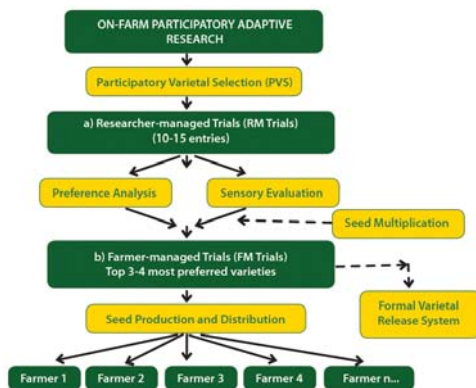 ON-FARM PARTICIPATORY ADAPTIVE
RESEARCH
Participatory Varietal Selection (PVS)
a) Researcher-managed Trials (RM Trials)
(10-15 entries)
Preference Analysis
Sensory Evaluation
Seed Multiplication
b) Farmer-managed Trials (FM Trials)
Top 3-4 most preferred varieties
Formal Varietal
Release System
Seed Production and Distribution
Farmer 1
Farmer 2
Farmer 3
Farmer 4
Farmer n...